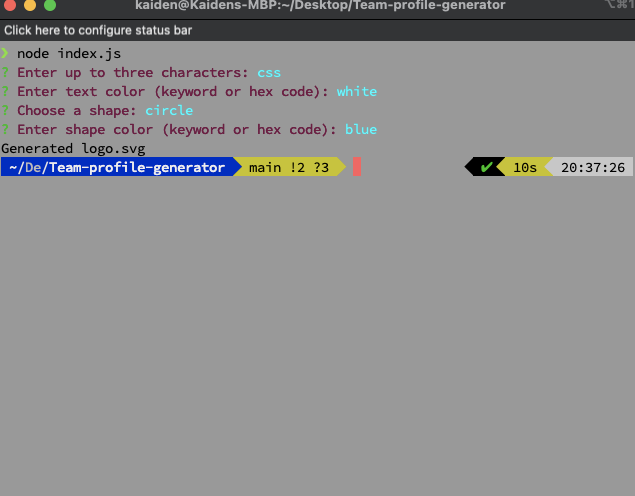 kaiden@Kaidens-MBP:~/Desktop/Team-profile-generator ⌥⌘1
Click here to configure status bar
❯ node index.js
? Enter up to three characters: css
? Enter text color (keyword or hex code): white
? Choose a shape: circle
? Enter shape color (keyword or hex code): blue
Generated logo.svg
~/De/Team-profile-generator main !2 ?3 ✔ 10s 20:37:26